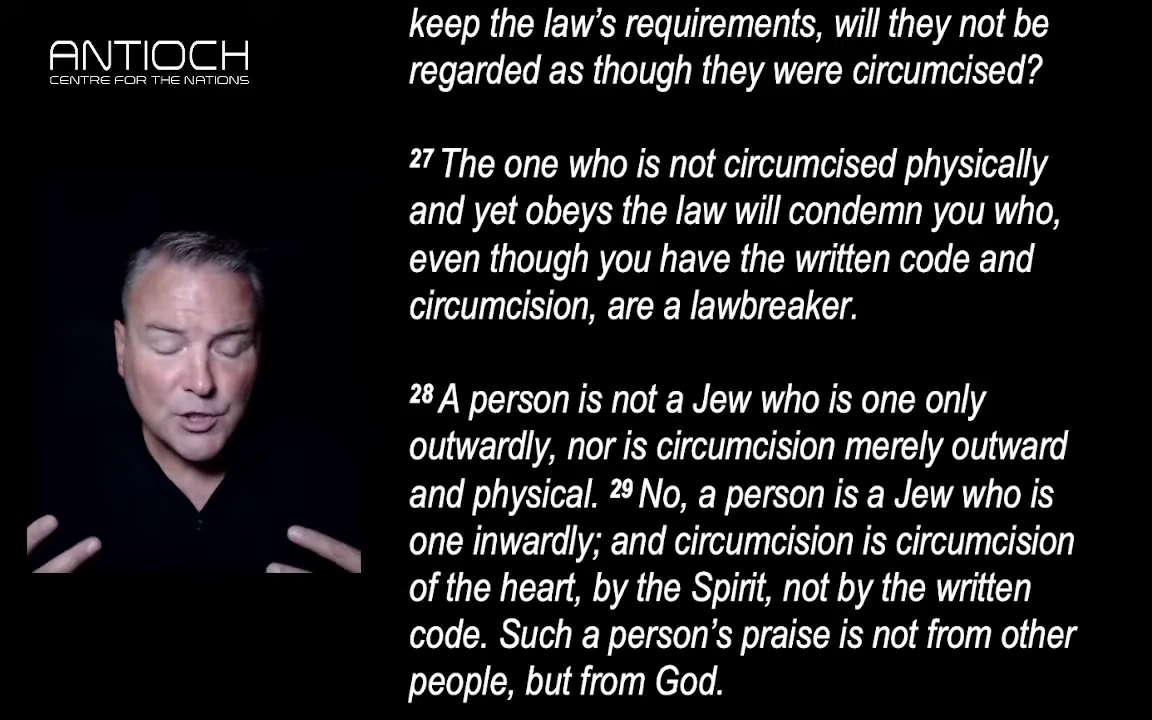 ANTIOCH
CENTRE FOR THE NATIONS
keep the law’s requirements, will they not be
regarded as though they were circumcised?
27 The one who is not circumcised physically
and yet obeys the law will condemn you who,
even though you have the written code and
circumcision, are a lawbreaker.
28 A person is not a Jew who is one only
outwardly, nor is circumcision merely outward
and physical. 29 No, a person is a Jew who is
one inwardly; and circumcision is circumcision
of the heart, by the Spirit, not by the written
code. Such a person’s praise is not from other
people, but from God.